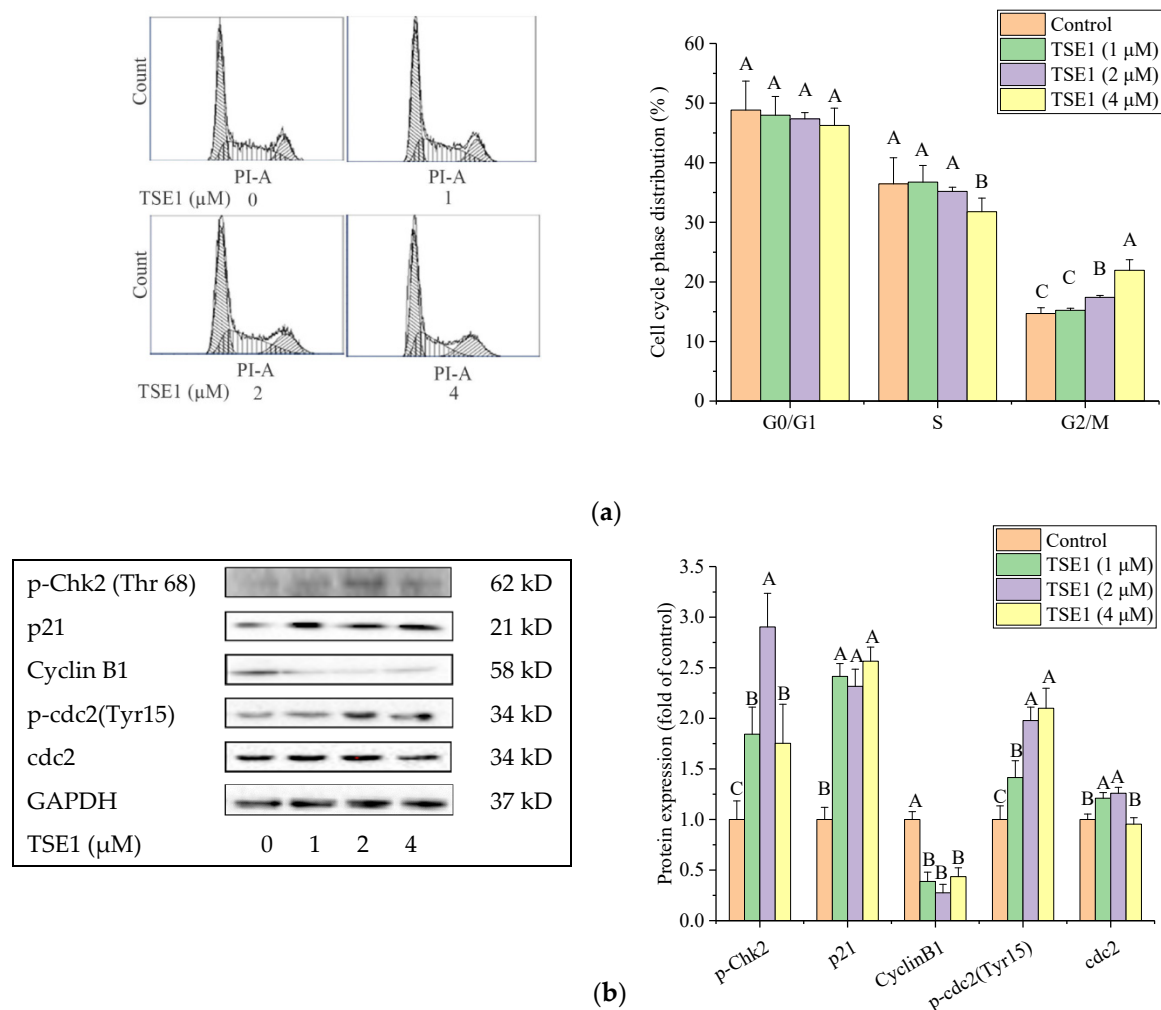 Count
PI-A
PI-A
TSE1 (µM) 0 1
Count
PI-A
PI-A
TSE1 (µM) 2 4
Control
TSE1 (1 µM)
TSE1 (2 µM)
TSE1 (4 µM)
Cell cycle phase distribution (%)
60
50
40
30
20
10
0
A A A A
A A A B
C C B A
G0/G1 S G2/M
(a)
p-Chk2 (Thr 68) 62 kD
p21 21 kD
Cyclin B1 58 kD
p-cdc2(Tyr15) 34 kD
cdc2 34 kD
GAPDH 37 kD
TSE1 (µM) 0 1 2 4
Control
TSE1 (1 µM)
TSE1 (2 µM)
TSE1 (4 µM)
Protein expression (fold of control)
3.5
3.0
2.5
2.0
1.5
1.0
0.5
0.0
C B A B
B A A A
A B B B
C B A A
B A A B
p-Chk2 p21 CyclinB1 p-cdc2(Tyr15) cdc2
(b)